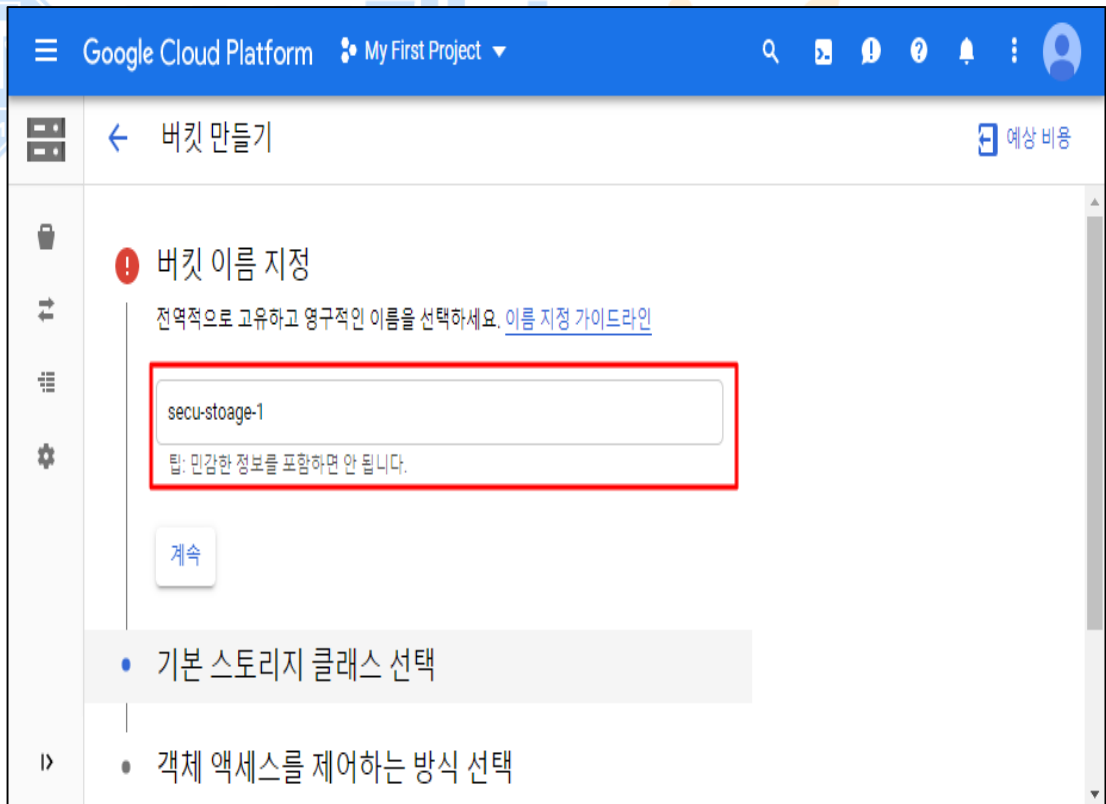 Google Cloud Platform My First Project
버킷 만들기
예상 비용
버킷 이름 지정
전역적으로 고유하고 영구적인 이름을 선택하세요. 이름 지정 가이드라인
secu-stoage-1
팁: 민감한 정보를 포함하면 안 됩니다.
계속
기본 스토리지 클래스 선택
객체 액세스를 제어하는 방식 선택